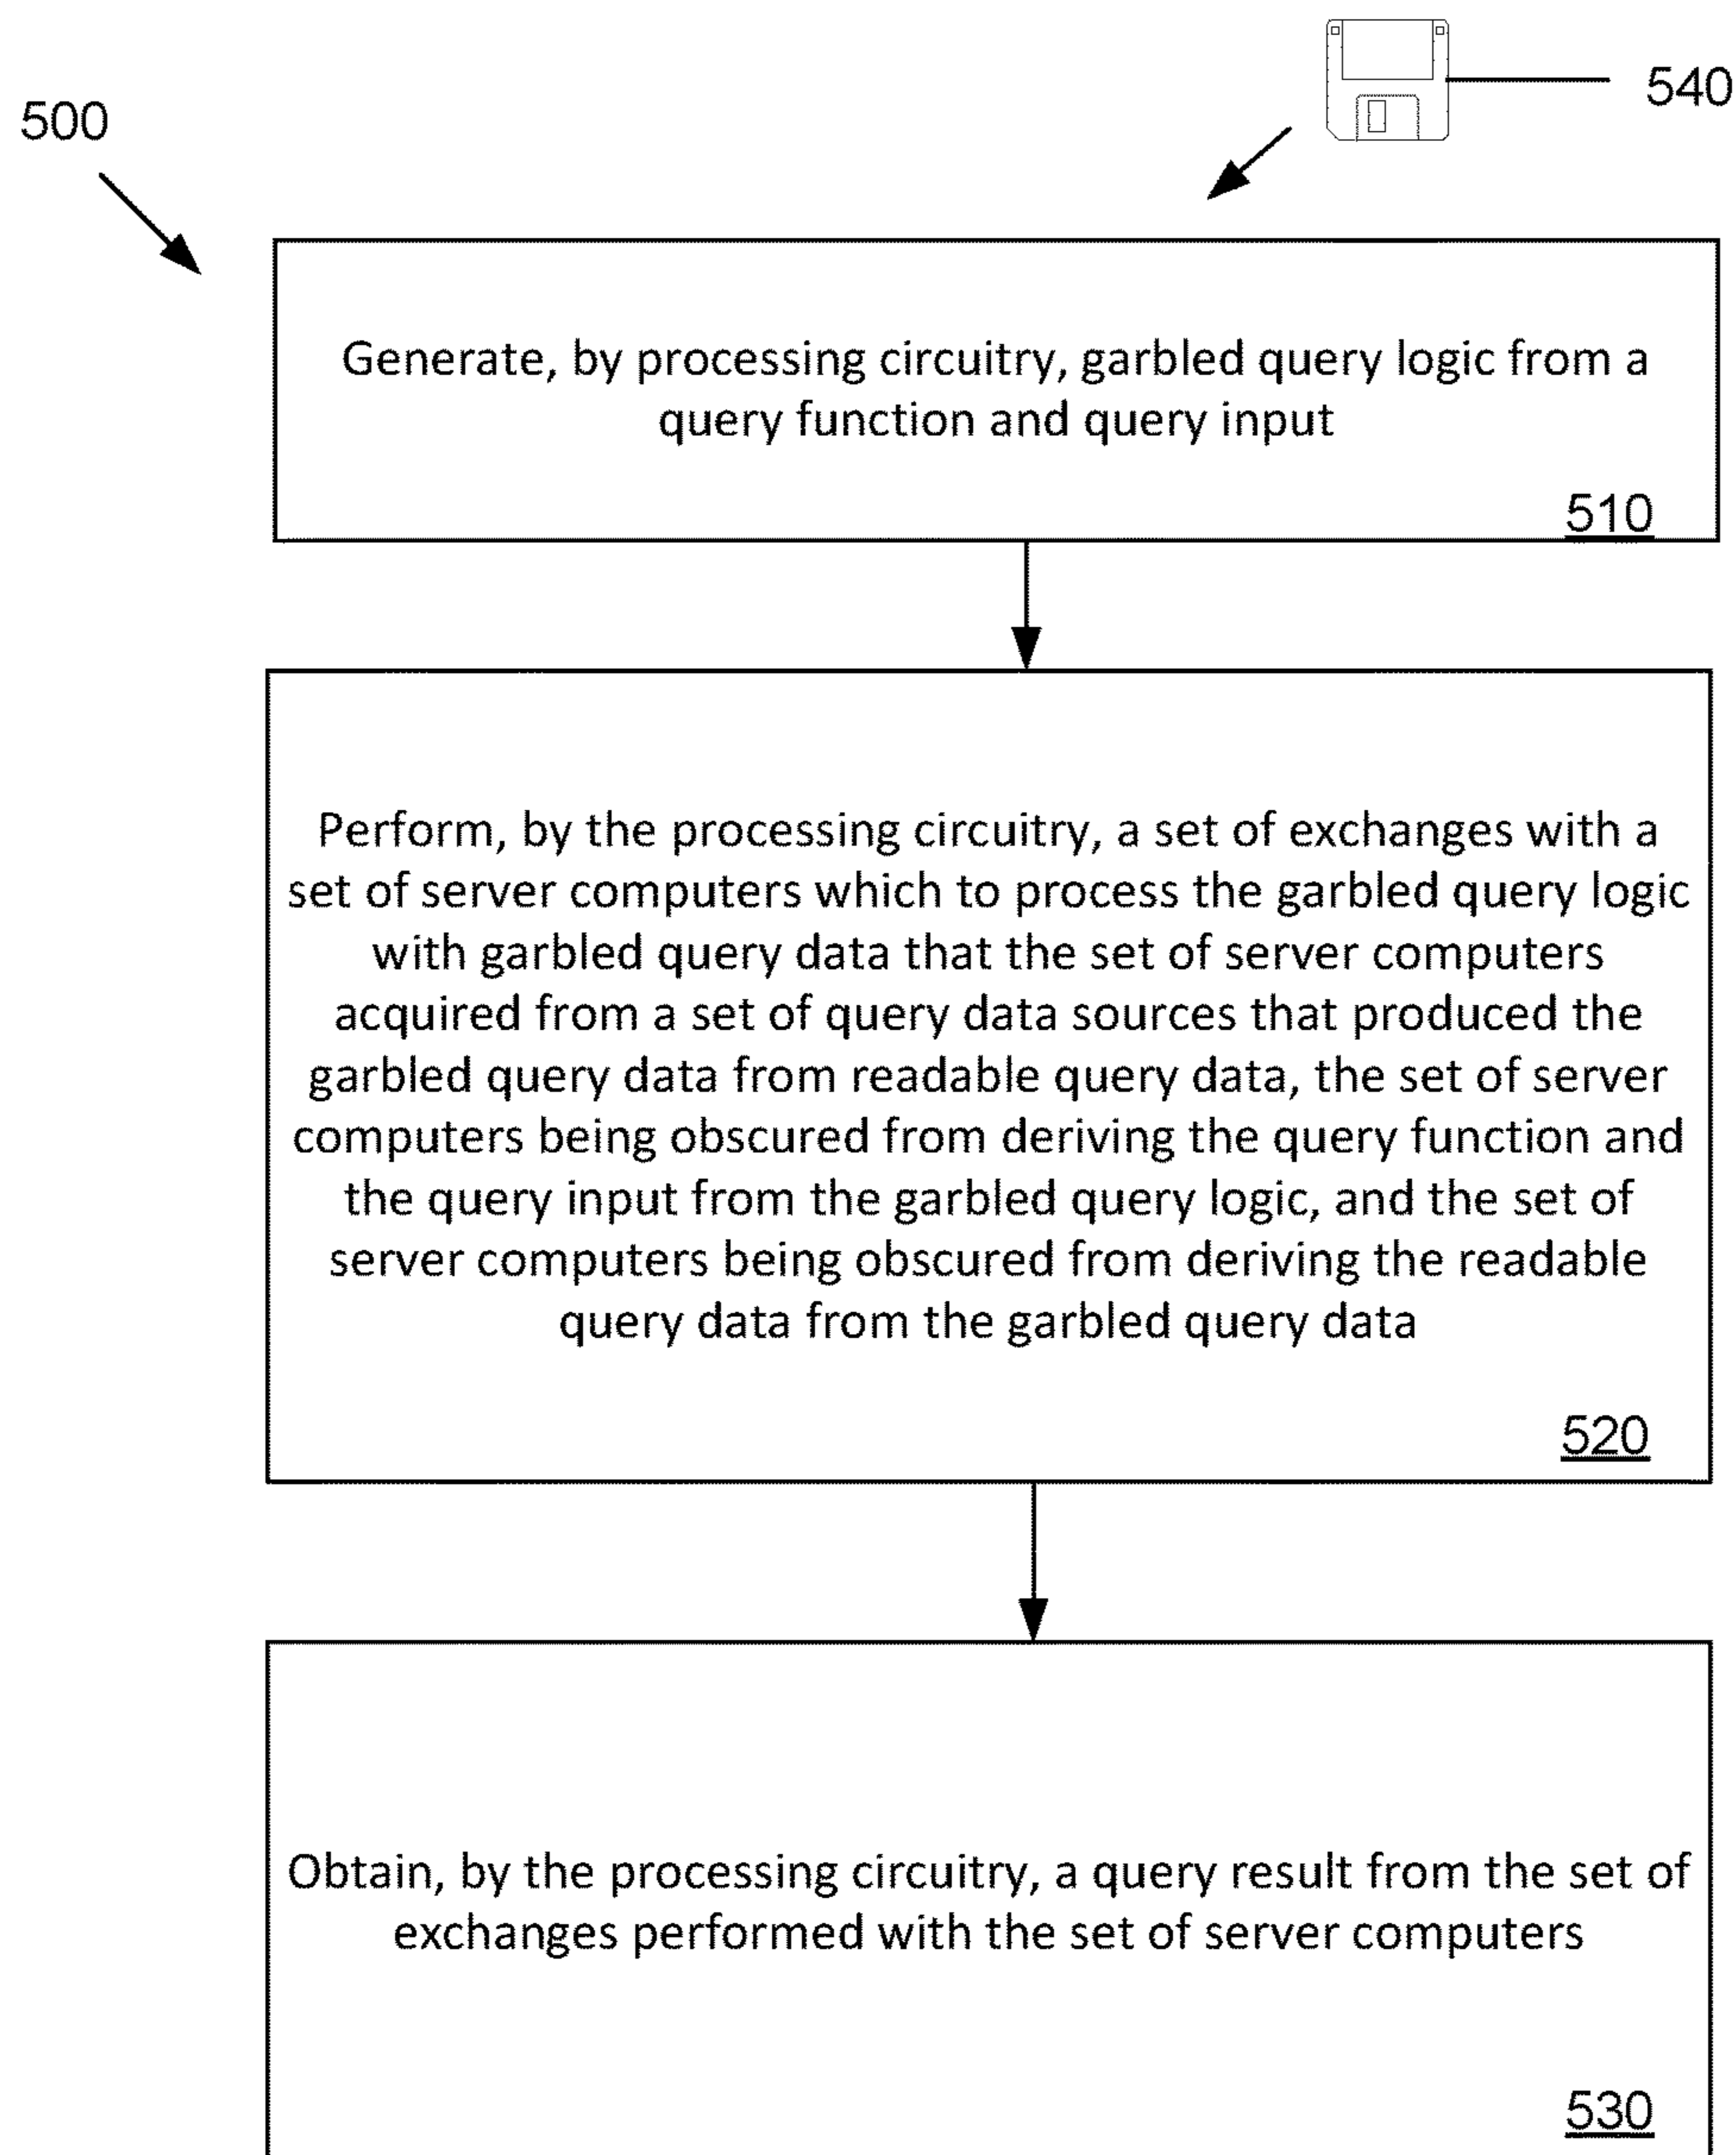 540
500
Generate, by processing circuitry, garbled query logic from a
query function and query input
510
Perform, by the processing circuitry, a set of exchanges with a
set of server computers which to process the garbled query logic
with garbled query data that the set of server computers
acquired from a set of query data sources that produced the
garbled query data from readable query data, the set of server
computers being obscured from deriving the query function and
the query input from the garbled query logic, and the set of
server computers being obscured from deriving the readable
query data from the garbled query data
520
Obtain, by the processing circuitry, a query result from the set of
exchanges performed with the set of server computers
530